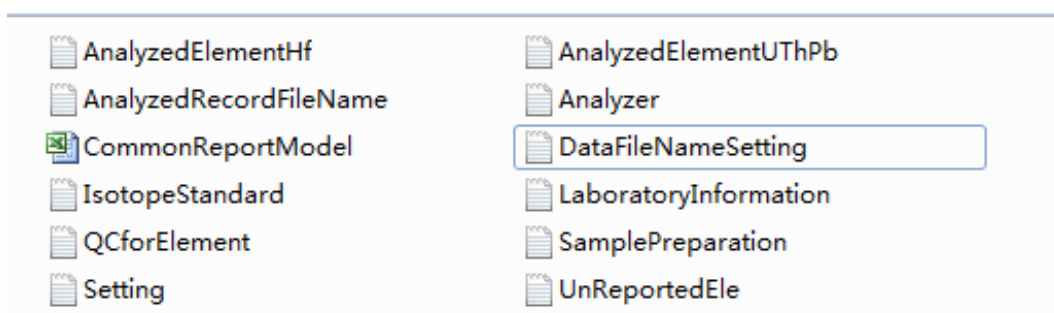 AnalyzedElementHf AnalyzedElementUThPb
AnalyzedRecordFileName Analyzer
CommonReportModel DataFileNameSetting
IsotopeStandard LaboratoryInformation
QCforElement SamplePreparation
Setting UnReportedEle